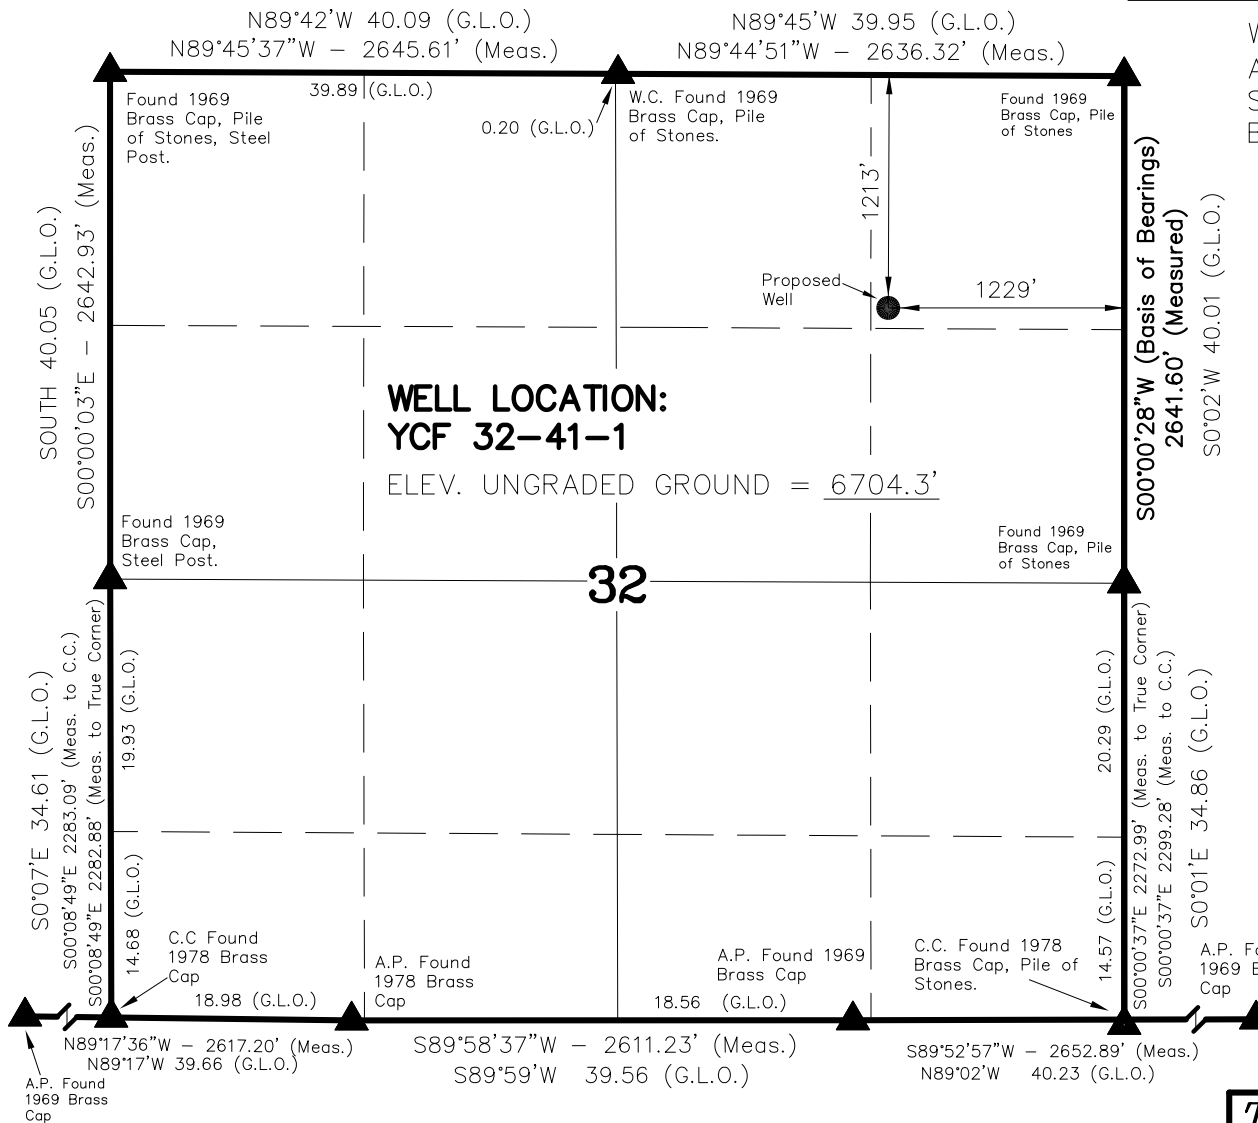 N89°42'W 40.09 (G.L.O.)
N89°45'37"W – 2645.61' (Meas.)
N89°45'W 39.95 (G.L.O.)
N89°44'51"W – 2636.32' (Meas.)
39.89 (G.L.O.)
0.20 (G.L.O.)
Found 1969
Brass Cap, Pile
of Stones, Steel
Post.
W.C. Found 1969
Brass Cap, Pile
of Stones.
Found 1969
Brass Cap, Pile
of Stones
SOUTH 40.05 (G.L.O.)
S00°00'03"E – 2642.93' (Meas.)
1213'
1229'
Proposed
Well
S00°00'28"W (Basis of Bearings)
2641.60' (Measured)
S0°02'W 40.01 (G.L.O.)
WELL LOCATION:
YCF 32–41–1
ELEV. UNGRADED GROUND = 6704.3'
Found 1969
Brass Cap,
Steel Post.
Found 1969
Brass Cap, Pile
of Stones
32
S0°07'E 34.61 (G.L.O.)
S00°08'49"E 2283.09' (Meas. to C.C.)
S00°08'49"E 2282.88' (Meas. to True Corner)
19.93 (G.L.O.)
14.68 (G.L.O.)
20.29 (G.L.O.)
14.57 (G.L.O.)
S00°00'37"E 2272.99' (Meas. to True Corner)
S00°00'37"E 2299.28' (Meas. to C.C.)
S0°01'E 34.86 (G.L.O.)
C.C Found
1978 Brass
Cap
A.P. Found
1978 Brass
Cap
A.P. Found 1969
Brass Cap
C.C. Found 1978
Brass Cap, Pile of
Stones.
A.P. Fo
1969 B
Cap
18.98 (G.L.O.)
18.56 (G.L.O.)
N89°17'36"W – 2617.20' (Meas.)
N89°17'W 39.66 (G.L.O.)
S89°58'37"W – 2611.23' (Meas.)
S89°59'W 39.56 (G.L.O.)
S89°52'57"W – 2652.89' (Meas.)
N89°02'W 40.23 (G.L.O.)
A.P. Found
1969 Brass
Cap